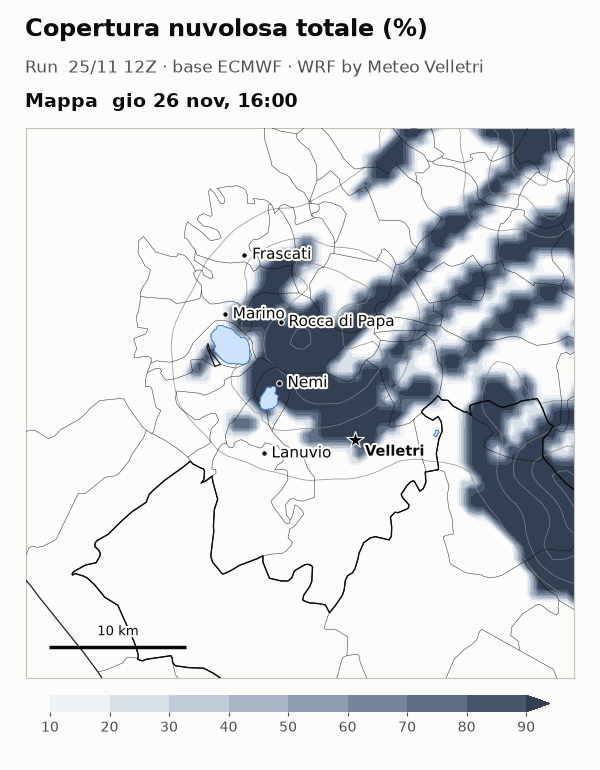 Copertura nuvolosa totale (%)
Run  25/11 12Z · base ECMWF · WRF by Meteo Velletri
Mappa  gio 26 nov, 16:00
Frascati
Marino
Rocca di Papa
Nemi
Velletri
Lanuvio
10 km
10 20 30 40 50 60 70 80 90